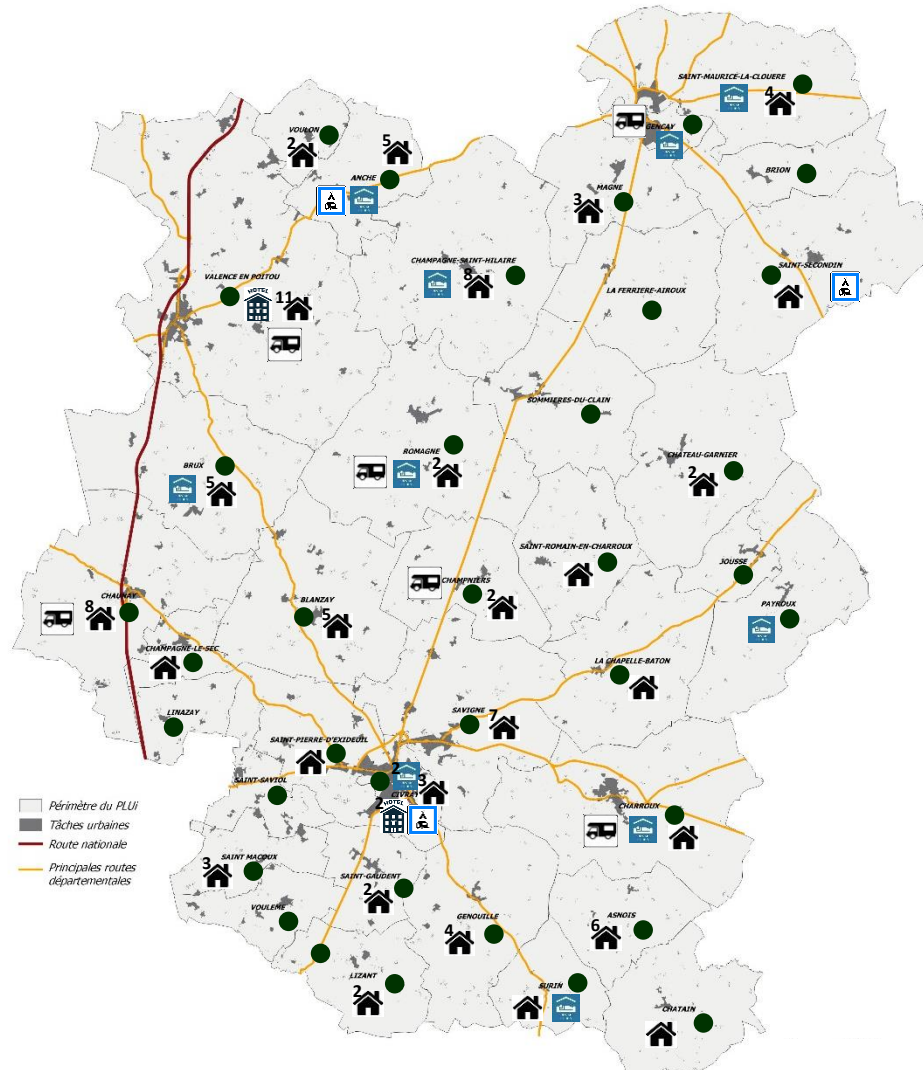 SAINT-MAURICE-LA-CLOUERE
4
VOULON
2
5
GENCAY
BRION
ANCHE
MAGNE
3
CHAMPAGNE-SAINT-HILAIRE
8
SAINT-SECONDIN
VALENCE EN POITOU
LA FERRIERE-AIROUX
HOTEL
11
SOMMIERES-DU-CLAIN
ROMAGNE
2
CHATEAU-GARNIER
2
BRUX
5
SAINT-ROMAIN-EN-CHARROUX
JOUSSE
CHAMPNIERS
2
CHAUNAY
8
BLANZAY
5
PAYROUX
CHAMPAGNE-LE-SEC
LA CHAPELLE-BATON
LINAZAY
SAVIGNE
7
SAINT-PIERRE-D'EXIDEUIL
2
SAINT-SAVIOL
3
CIVRAY
2
HOTEL
CHARROUX
Périmètre du PLUi
Tâches urbaines
Route nationale
Principales routes
départementales
SAINT MACOUX
3
SAINT-GAUDENT
2
VOULEME
GENOUILLE
4
ASNOIS
6
LIZANT
2
SURIN
CHATAIN